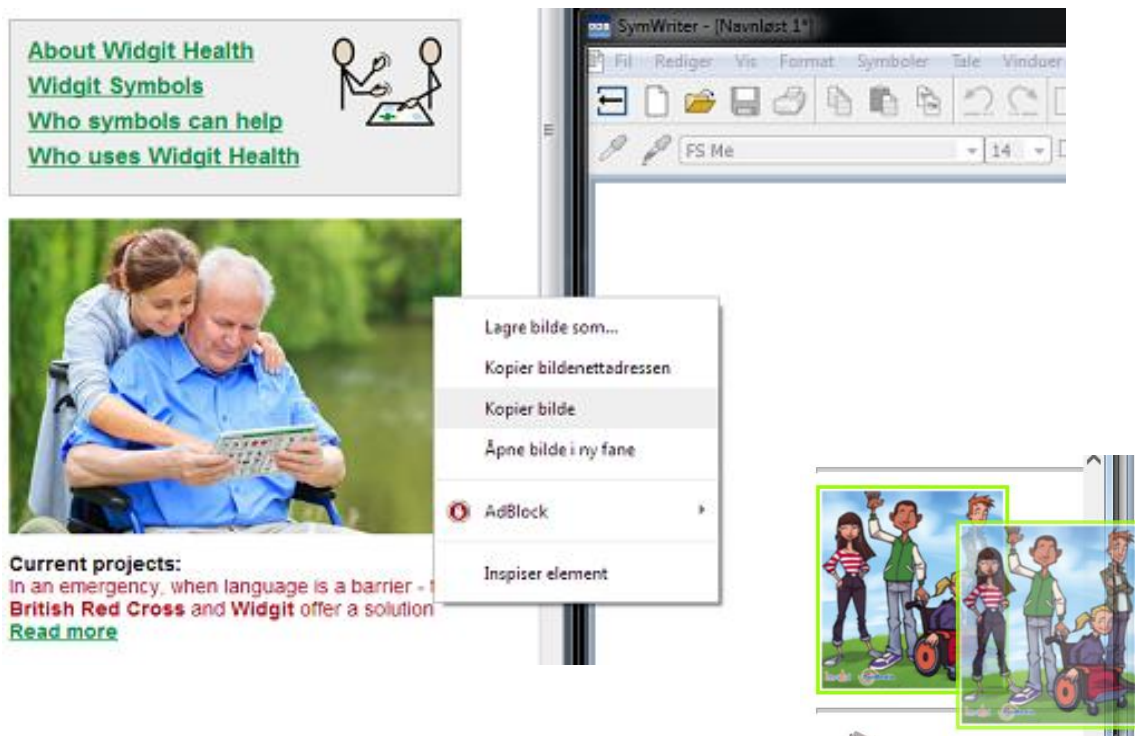 About Widgit Health
Widgit Symbols
Who symbols can help
Who uses Widgit Health
SymWriter - [Navnløst 1*]
Fil Rediger Vis Format Symboler Tale Vinduer
FS Me 14
Lagre bilde som...
Kopier bildenettadressen
Kopier bilde
Åpne bilde i ny fane
AdBlock
Inspiser element
Current projects:
In an emergency, when language is a barrier -
British Red Cross and Widgit offer a solution
Read more